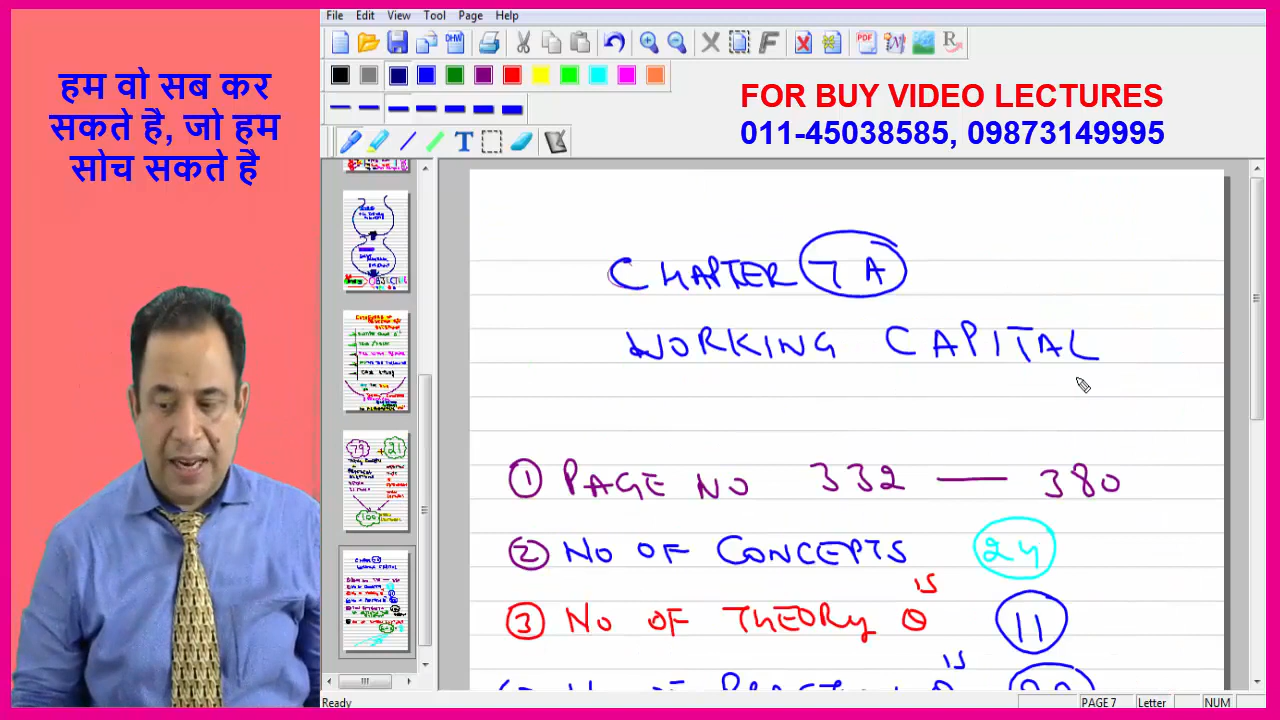 हम वो सब कर
सकते है, जो हम
सोच सकते है
File Edit View Tool Page Help
FOR BUY VIDEO LECTURES
011-45038585, 09873149995
CHAPTER 7A
WORKING CAPITAL
① PAGE NO 332 — 380
② NO OF CONCEPTS 24
③ NO OF THEORY Q IS 11
Ready PAGE 7 Letter NUM